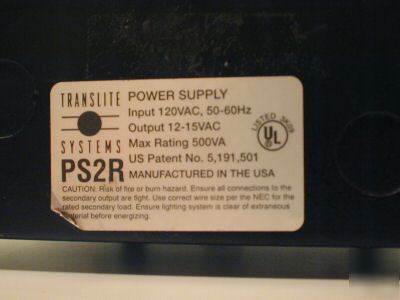 TRANSLITE
SYSTEMS
PS2R
POWER SUPPLY
Input 120VAC, 50-60Hz
Output 12-15VAC
Max Rating 500VA
US Patent No. 5,191,501
MANUFACTURED IN THE USA
LISTED 3K09
UL
CAUTION: Risk of fire or burn hazard. Ensure all connections to the
secondary output are tight. Use correct wire size per the NEC for the
rated secondary load. Ensure lighting system is clear of extraneous
material before energizing.